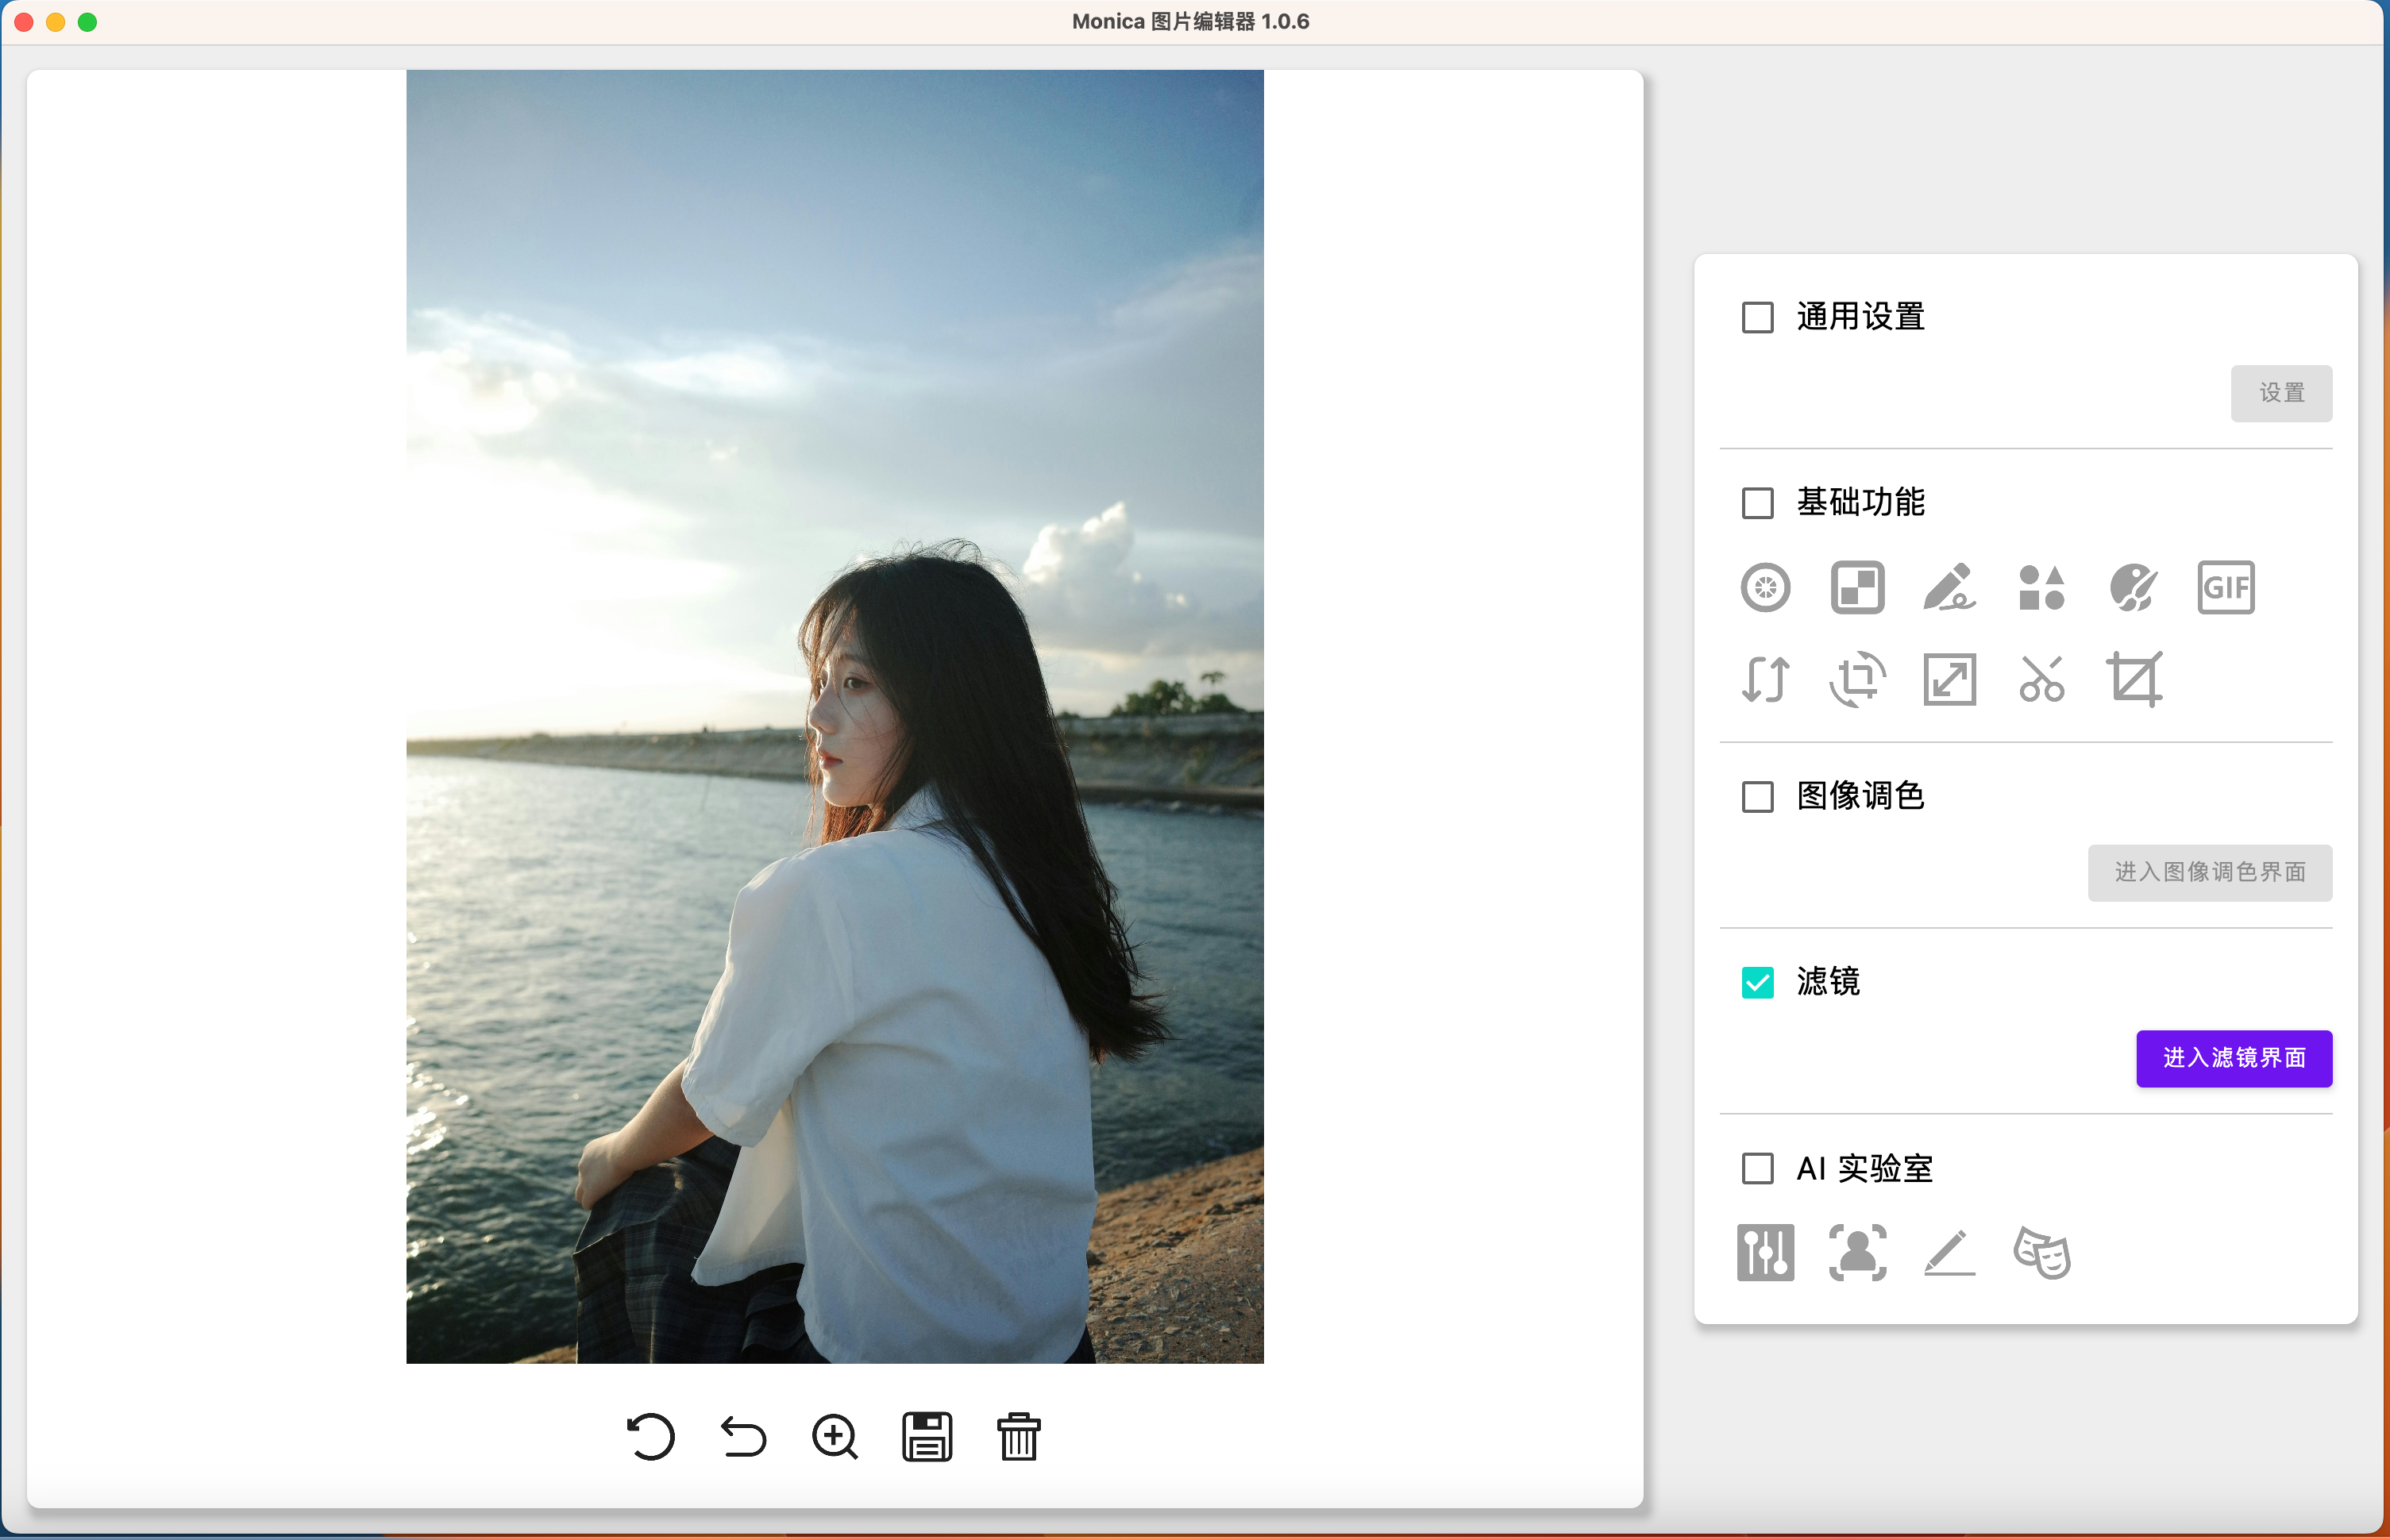 Monica 图片编辑器 1.0.6
通用设置
设置
基础功能
GIF
图像调色
进入图像调色界面
滤镜
进入滤镜界面
AI 实验室